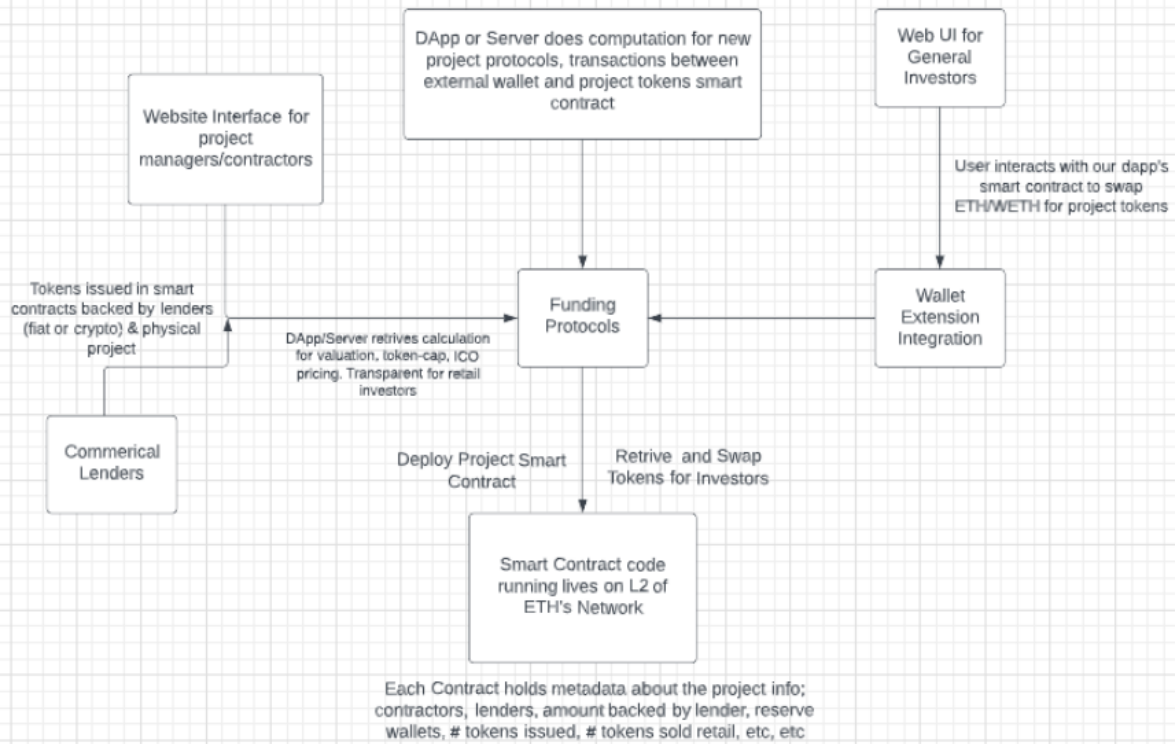 DApp or Server does computation for new
project protocols, transactions between
external wallet and project tokens smart
contract
Web UI for
General
Investors
Website Interface for
project
managers/contractors
User interacts with our dapp's
smart contract to swap
ETH/WETH for project tokens
Tokens issued in smart
contracts backed by lenders
(fiat or crypto) & physical
project
Funding
Protocols
Wallet
Extension
Integration
DApp/Server retrives calculation
for valuation, token-cap, ICO
pricing. Transparent for retail
investors
Commerical
Lenders
Deploy Project Smart
Contract
Retrive and Swap
Tokens for Investors
Smart Contract code
running lives on L2 of
ETH's Network
Each Contract holds metadata about the project info;
contractors, lenders, amount backed by lender, reserve
wallets, # tokens issued, # tokens sold retail, etc, etc